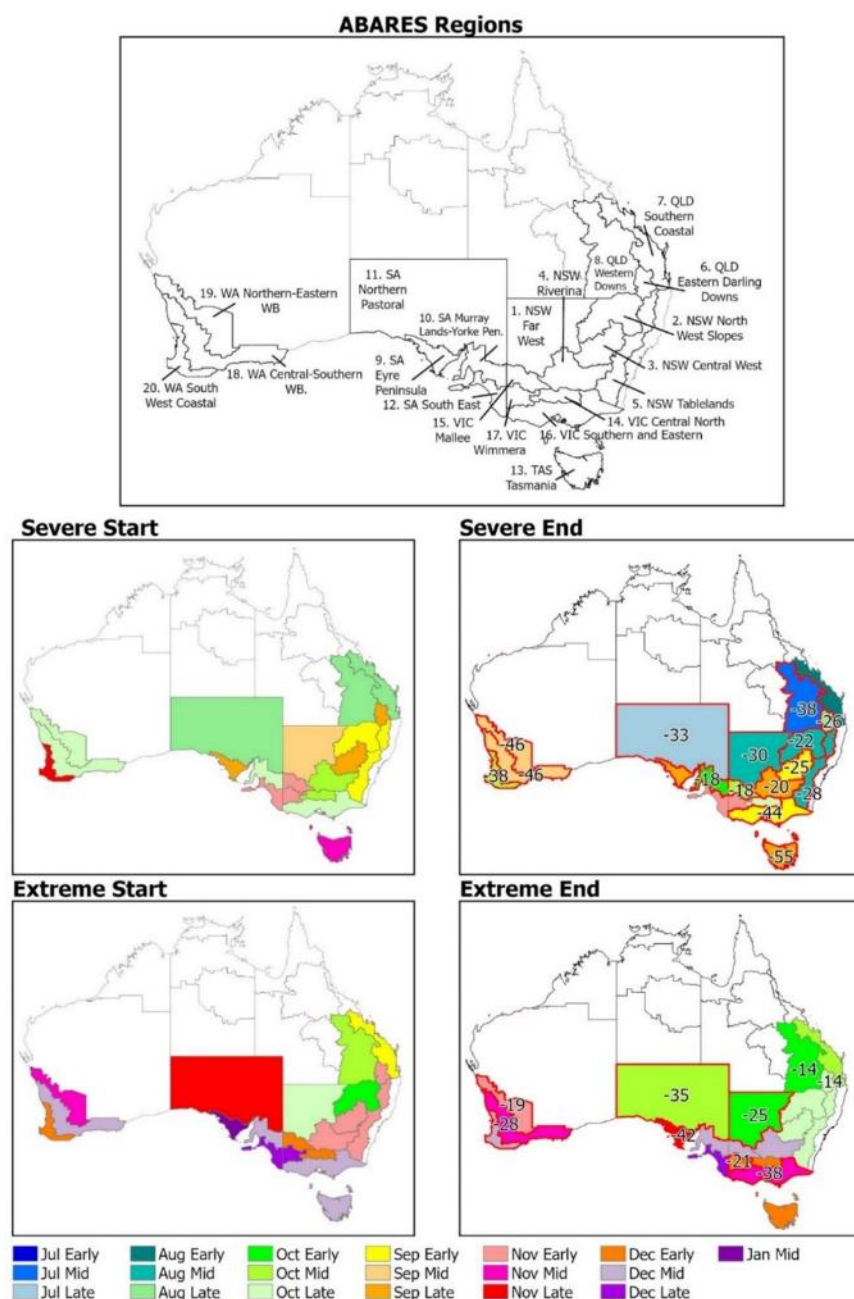 ABARES Regions
7. QLD
Southern
Coastal
4. NSW
Riverina
8. QLD
Western
Downs
6. QLD
Eastern Darling
Downs
11. SA
Northern
Pastoral
19. WA Northern-Eastern
WB
10. SA Murray
Lands-Yorke Pen.
1. NSW
Far
West
2. NSW North
West Slopes
9. SA
Eyre
Peninsula
3. NSW Central West
20. WA South
West Coastal
18. WA Central-Southern
WB.
12. SA South East
5. NSW Tablelands
15. VIC
Mallee
14. VIC Central North
17. VIC
Wimmera
16. VIC Southern and Eastern
13. TAS
Tasmania
Severe Start
Severe End
-38
-26
-33
-22
-30
-46
-25
-38
-46
-18
-18
-20
-28
-44
-55
Extreme Start
Extreme End
-14
-14
-35
-19
-25
-28
-42
-21
-38
Jul Early
Aug Early
Oct Early
Sep Early
Nov Early
Dec Early
Jan Mid
Jul Mid
Aug Mid
Oct Mid
Sep Mid
Nov Mid
Dec Mid
Jul Late
Aug Late
Oct Late
Sep Late
Nov Late
Dec Late